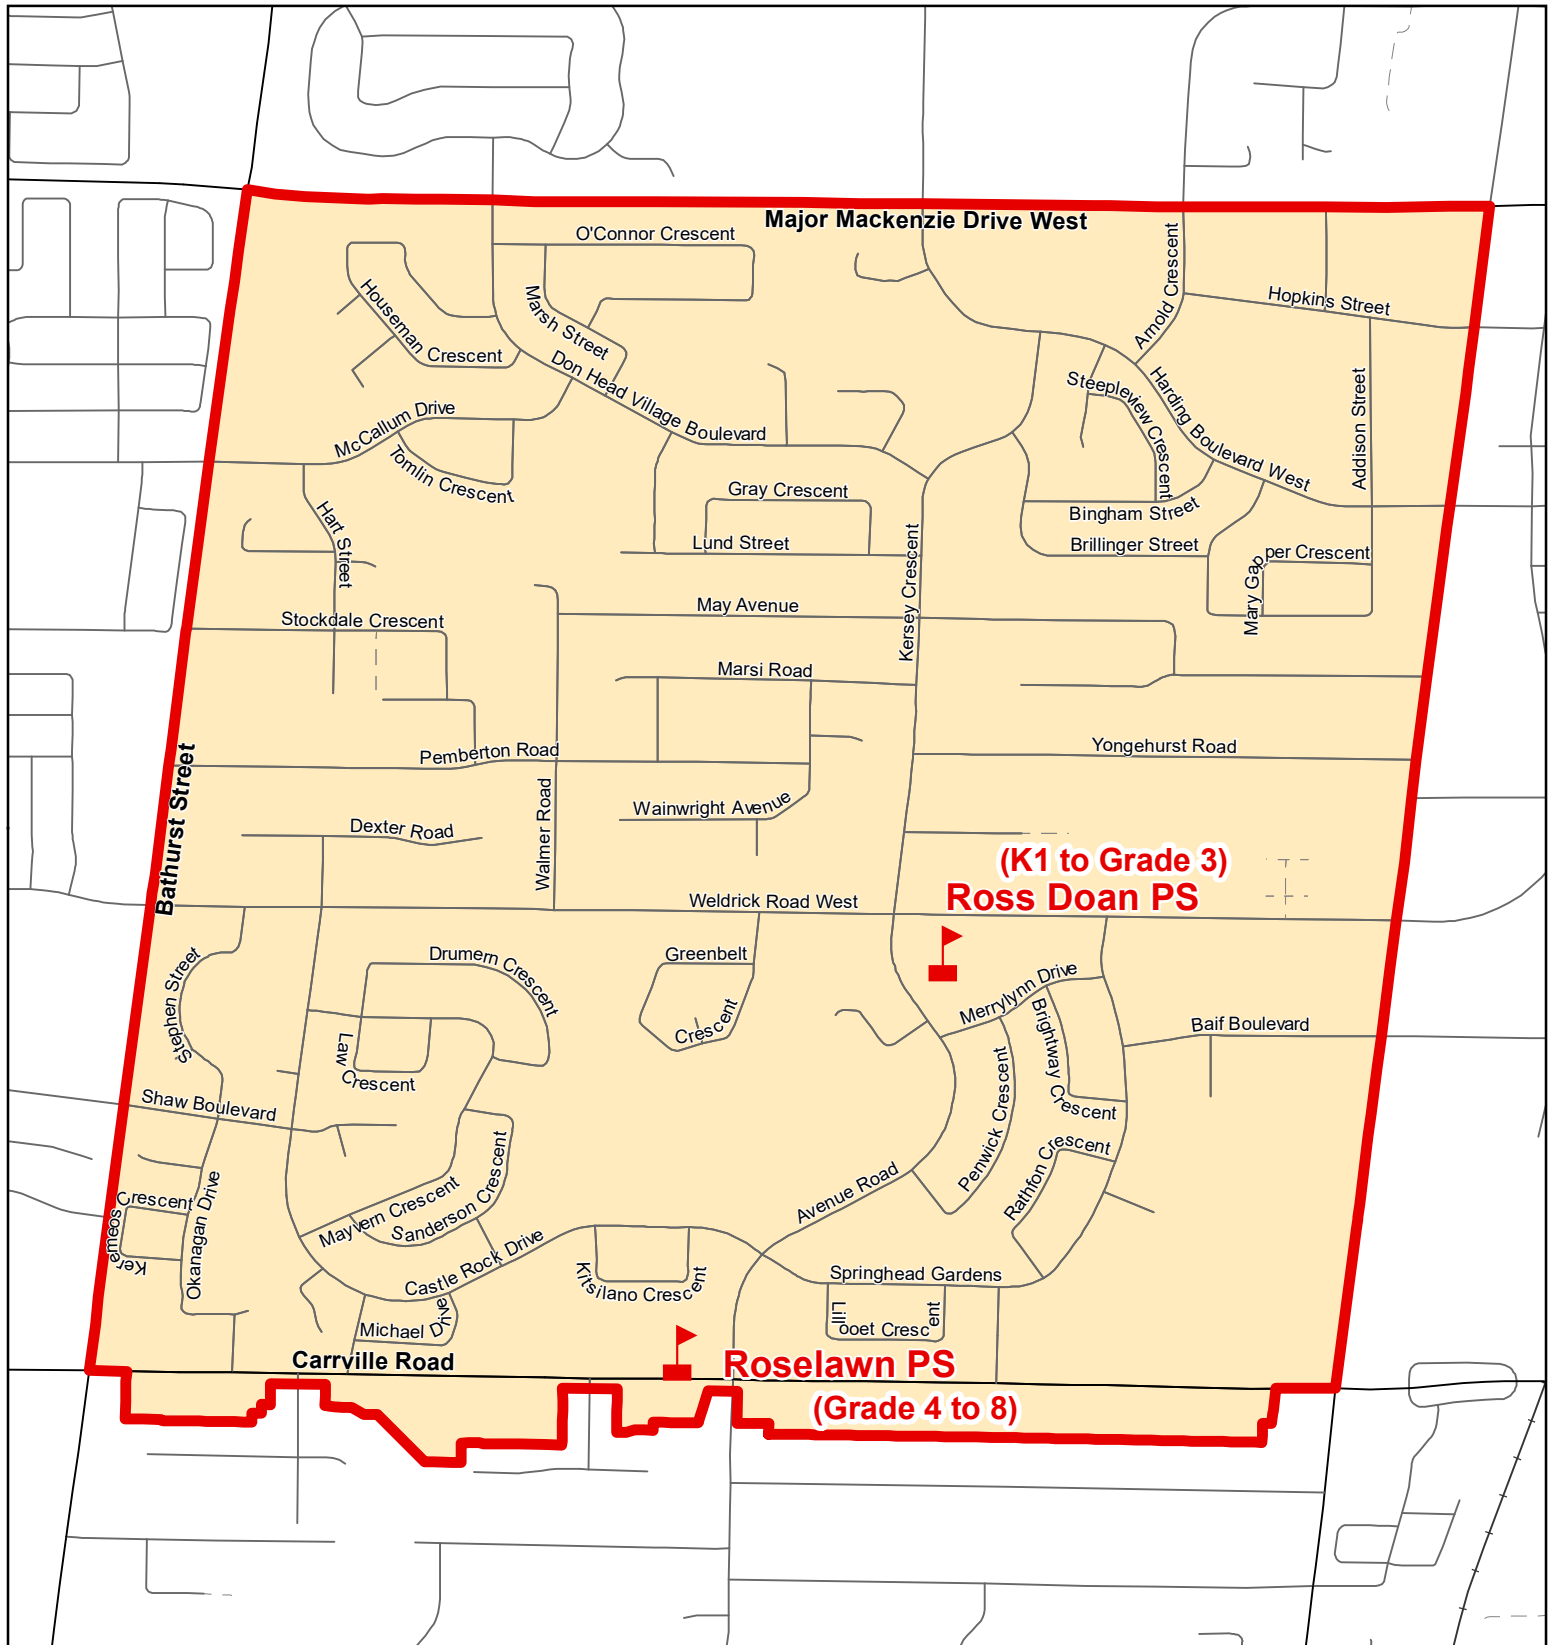 Major Mackenzie Drive West
O'Connor Crescent
Arnold Crescent
Houseman Crescent
Marsh Street
Hopkins Street
Don Head Village Boulevard
Steepleview Crescent
Harding Boulevard West
Addison Street
McCallum Drive
Tomlin Crescent
Gray Crescent
Bingham Street
Hart Street
Lund Street
Kersey Crescent
Brillinger Street
Mary Gapper Crescent
May Avenue
Stockdale Crescent
Marsi Road
Pemberton Road
Yongehurst Road
Bathurst Street
Walmer Road
Wainwright Avenue
Dexter Road
(K1 to Grade 3)
Ross Doan PS
Weldrick Road West
Stephen Street
Drumern Crescent
Greenbelt
Crescent
Merrylynn Drive
Brightway Crescent
Baif Boulevard
Law
Crescent
Penwick Crescent
Shaw Boulevard
Rathfon Crescent
Keremeos Crescent
Okanagan Drive
Mayvern Crescent
Sanderson Crescent
Avenue Road
Castle Rock Drive
Kitsilano Crescent
Springhead Gardens
Lillooet Crescent
Michael Drive
Carrville Road
Roselawn PS
(Grade 4 to 8)